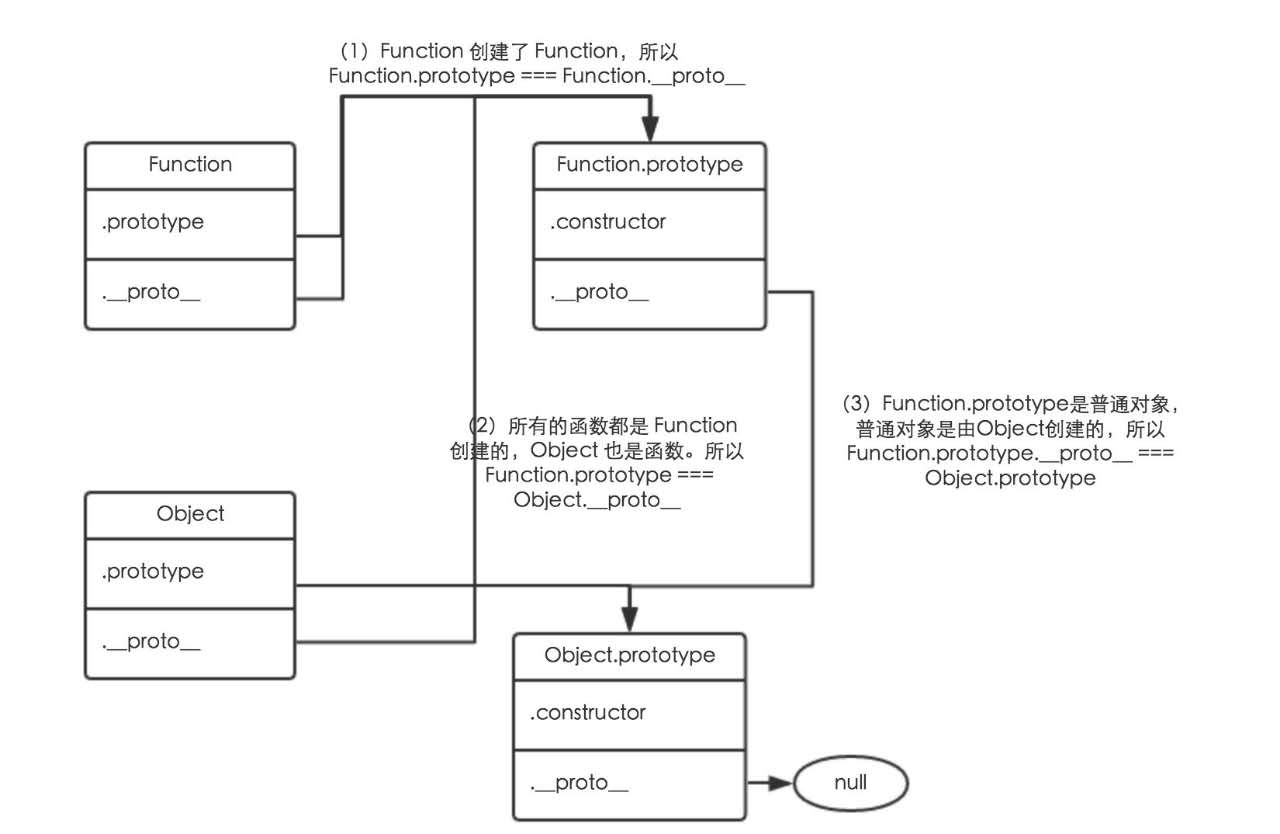 （1）Function 创建了 Function，所以
Function.prototype === Function.__proto__
Function
.prototype
.__proto__
Function.prototype
.constructor
.__proto__
（2）所有的函数都是 Function
创建的，Object 也是函数。所以
Function.prototype ===
Object.__proto__
（3）Function.prototype是普通对象，
普通对象是由Object创建的，所以
Function.prototype.__proto__ ===
Object.prototype
Object
.prototype
.__proto__
Object.prototype
.constructor
.__proto__
null